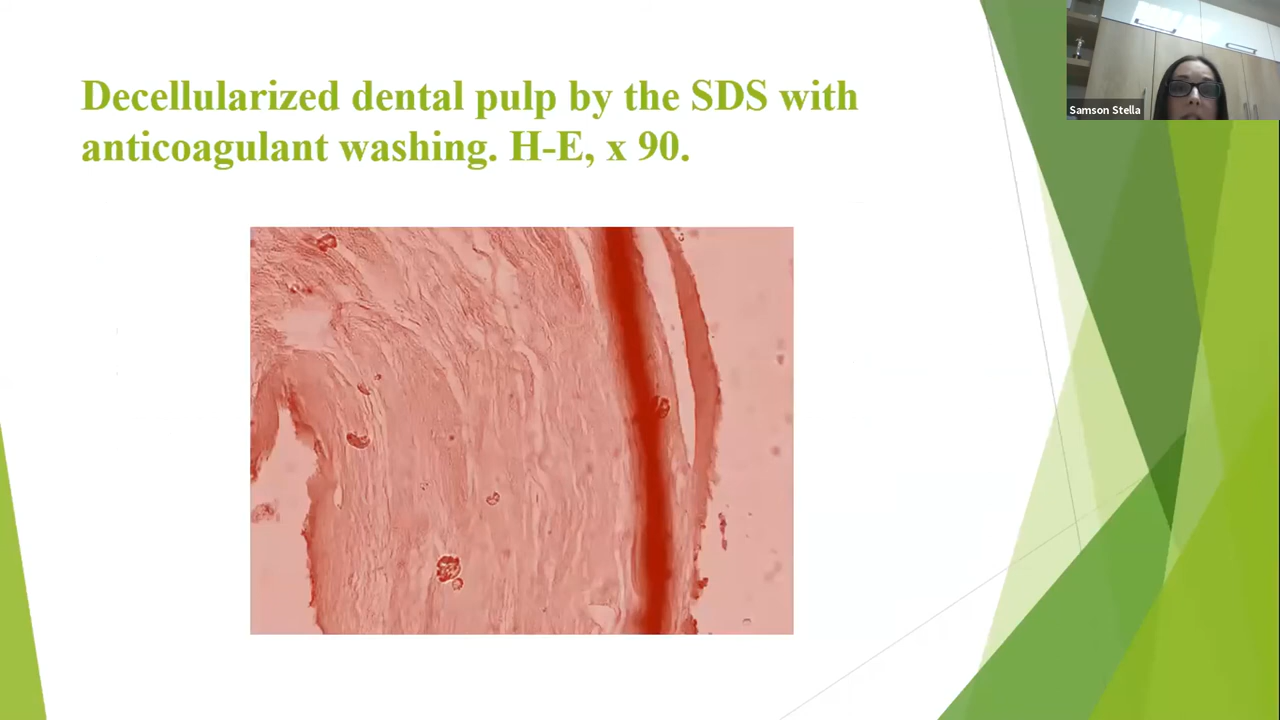 Decellularized dental pulp by the SDS with
anticoagulant washing. H-E, x 90.
Samson Stella